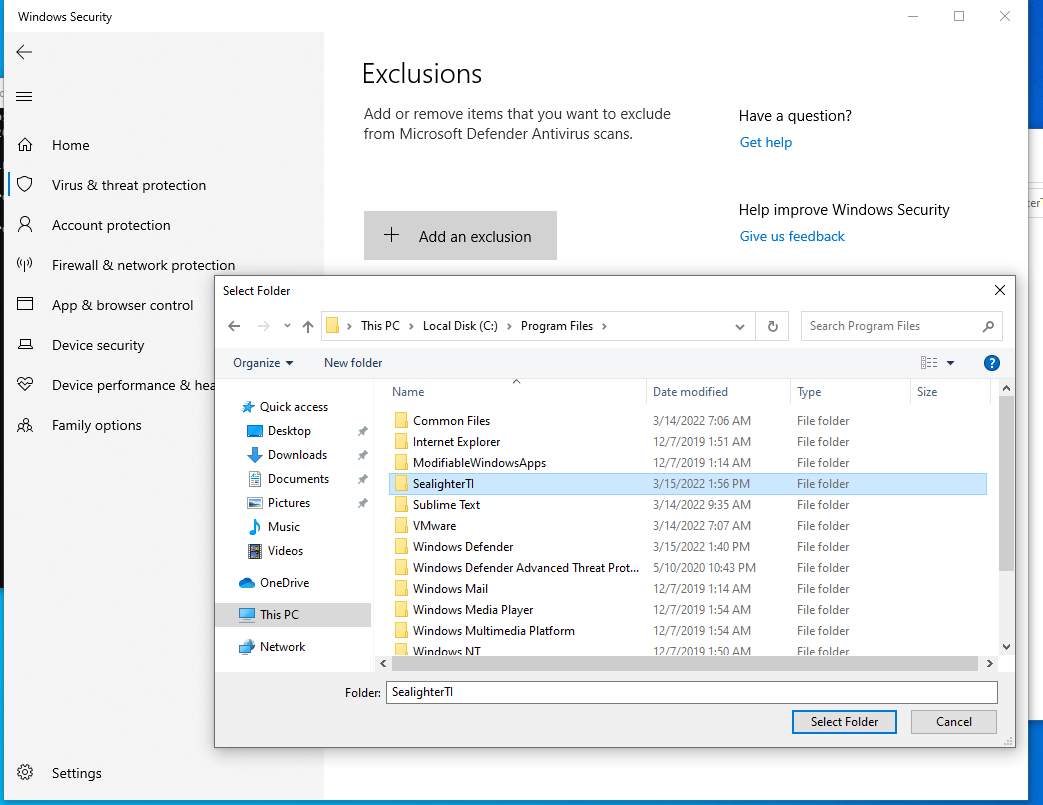 Windows Security
Exclusions
Add or remove items that you want to exclude
from Microsoft Defender Antivirus scans.
Have a question?
Get help
Home
Virus & threat protection
Account protection
Firewall & network protection
App & browser control
Device security
Device performance & hea
Family options
Settings
Add an exclusion
Help improve Windows Security
Give us feedback
Select Folder
This PC > Local Disk (C:) > Program Files >
Search Program Files
Organize
New folder
Quick access
Desktop
Downloads
Documents
Pictures
Music
Videos
OneDrive
This PC
Network
Name Date modified Type Size
Common Files 3/14/2022 7:06 AM File folder
Internet Explorer 12/7/2019 1:51 AM File folder
ModifiableWindowsApps 12/7/2019 1:14 AM File folder
SealighterTI 3/15/2022 1:56 PM File folder
Sublime Text 3/14/2022 9:35 AM File folder
VMware 3/14/2022 7:07 AM File folder
Windows Defender 3/15/2022 1:40 PM File folder
Windows Defender Advanced Threat Prot... 5/10/2020 10:43 PM File folder
Windows Mail 12/7/2019 1:14 AM File folder
Windows Media Player 12/7/2019 1:54 AM File folder
Windows Multimedia Platform 12/7/2019 1:54 AM File folder
Windows NT 12/7/2019 1:50 AM File folder
Folder: SealighterTI
Select Folder
Cancel